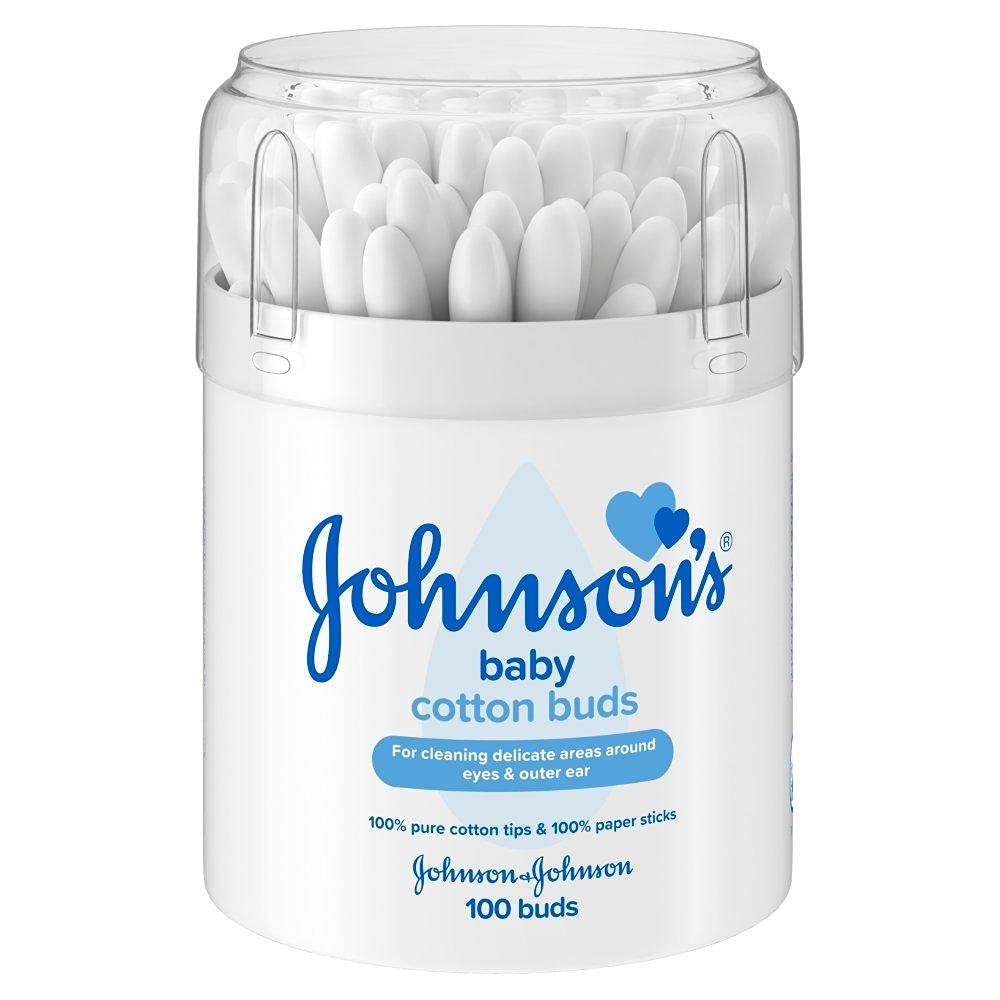 Johnson's®
baby
cotton buds
For cleaning delicate areas around
eyes & outer ear
100% pure cotton tips & 100% paper sticks
Johnson & Johnson
100 buds